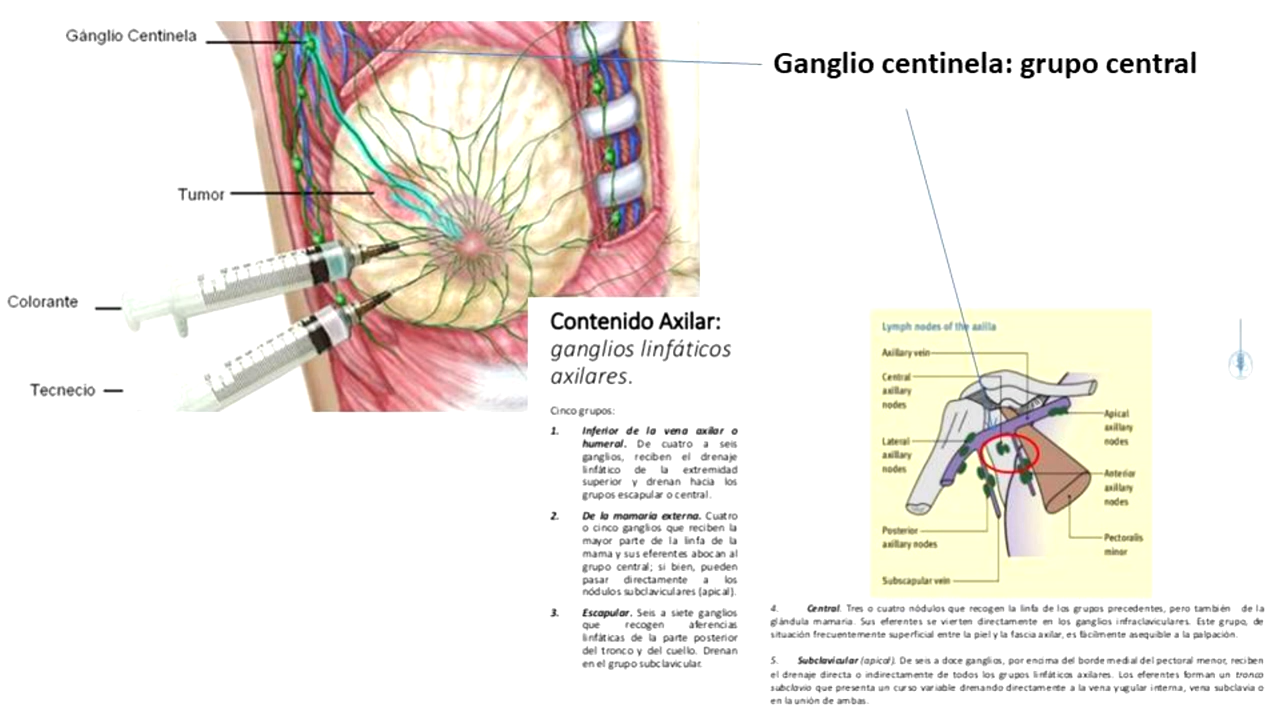 Gánglio Centinela
Tumor
Colorante
Tecnecio
Ganglio centinela: grupo central
Contenido Axilar:
ganglios linfáticos
axilares.
Cinco grupos:
1. Inferior de la vena axilar o
humeral. De cuatro a seis
ganglios, reciben el drenaje
linfático de la extremidad
superior y drenan hacia los
grupos escapular o central.
2. De la mamaria externa. Cuatro
o cinco ganglios que reciben la
mayor parte de la linfa de la
mama y sus eferentes abocan al
grupo central; si bien, pueden
pasar directamente a los
nódulos subclaviculares (apical).
3. Escapular. Seis a siete ganglios
que recogen aferencias
linfáticas de la parte posterior
del tronco y del cuello. Drenan
en el grupo subclavicular.
Lymph nodes of the axilla
Axillary vein
Central
axillary
nodes
Lateral
axillary
nodes
Posterior
axillary nodes
Subscapular vein
Apical
axillary
nodes
Anterior
axillary
nodes
Pectoralis
minor
4. Central. Tres o cuatro nódulos que recogen la linfa de los grupos precedentes, pero también de la
glándula mamaria. Sus eferentes se vierten directamente en los ganglios infraclaviculares. Este grupo, de
situación frecuentemente superficial entre la piel y la fascia axilar, es fácilmente asequible a la palpación.
5. Subclavicular (apical). De seis a doce ganglios, por encima del borde medial del pectoral menor, reciben
el drenaje directa o indirectamente de todos los grupos linfáticos axilares. Los eferentes forman un tronco
subclavio que presenta un curso variable drenando directamente a la vena yugular interna, vena subclavia o
en la unión de ambas.